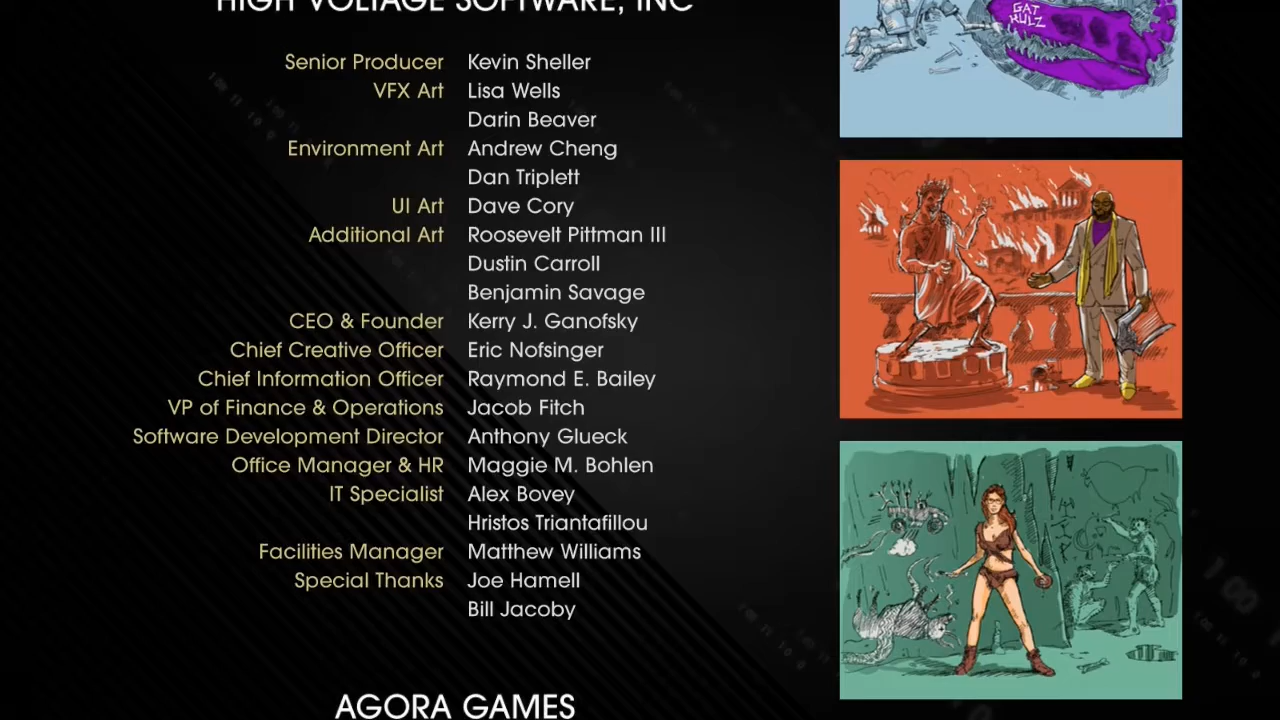 HIGH VOLTAGE SOFTWARE, INC
Senior Producer Kevin Sheller
VFX Art Lisa Wells
Darin Beaver
Environment Art Andrew Cheng
Dan Triplett
UI Art Dave Cory
Additional Art Roosevelt Pittman III
Dustin Carroll
Benjamin Savage
CEO & Founder Kerry J. Ganofsky
Chief Creative Officer Eric Nofsinger
Chief Information Officer Raymond E. Bailey
VP of Finance & Operations Jacob Fitch
Software Development Director Anthony Glueck
Office Manager & HR Maggie M. Bohlen
IT Specialist Alex Bovey
Hristos Triantafillou
Facilities Manager Matthew Williams
Special Thanks Joe Hamell
Bill Jacoby
AGORA GAMES
GAT
RULZ